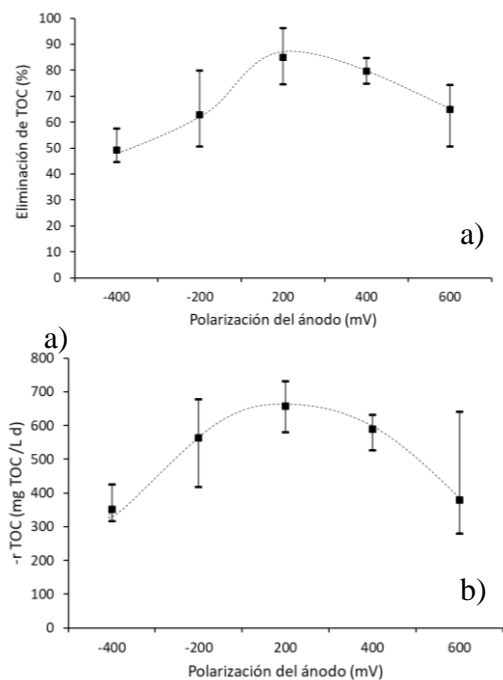 Eliminación de TOC (%)
100
90
80
70
60
50
40
30
20
10
0
a)
-400 -200 200 400 600
Polarización del ánodo (mV)
a)
-r TOC (mg TOC / L d)
800
700
600
500
400
300
200
100
0
b)
-400 -200 200 400 600
Polarización del ánodo (mV)